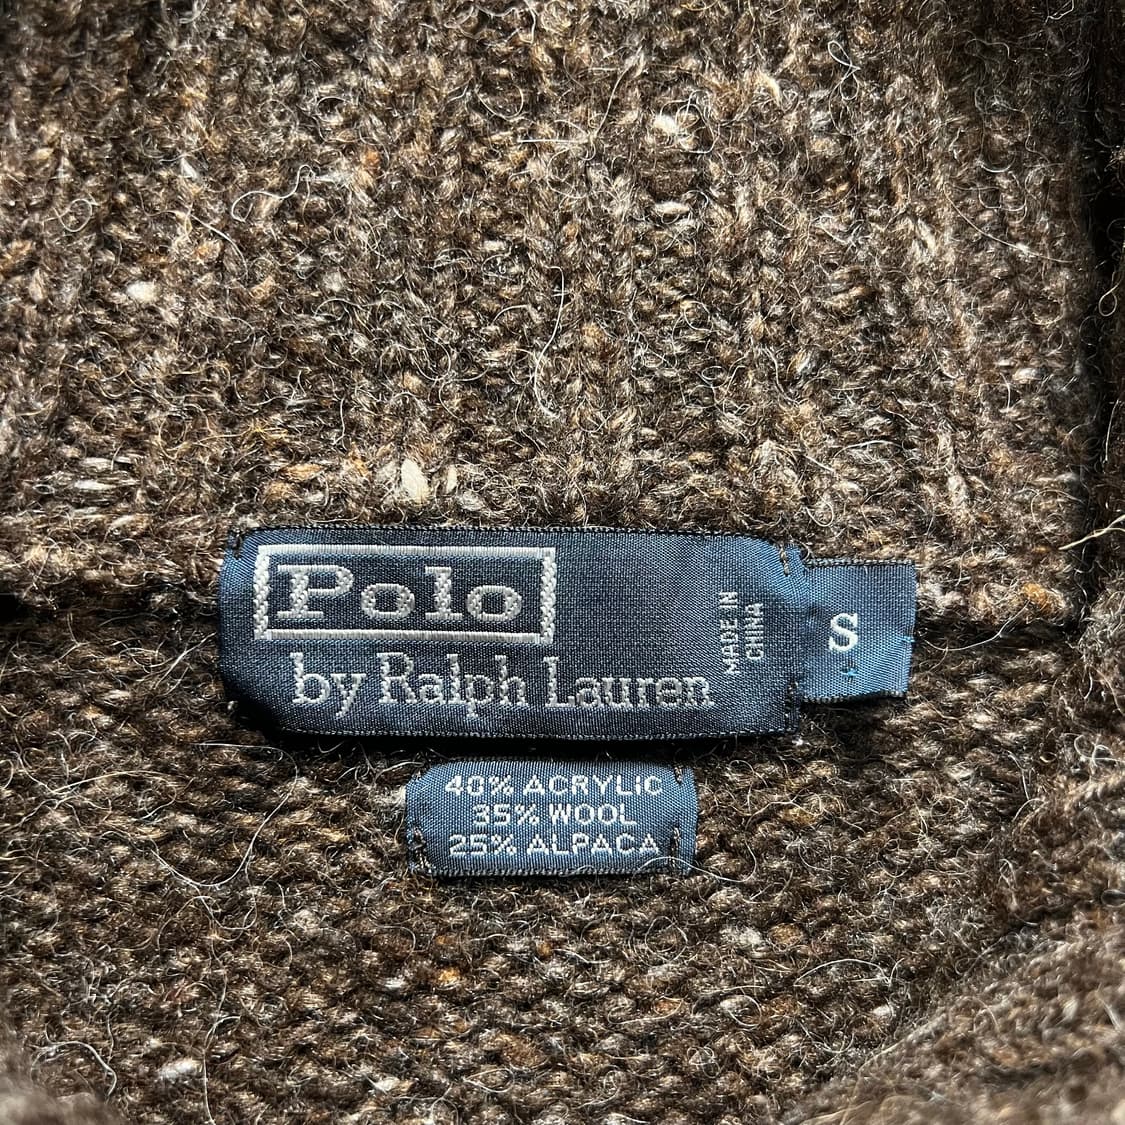 Polo
by Ralph Lauren
MADE IN
CHINA
S
40% ACRYLIC
35% WOOL
25% ALPACA